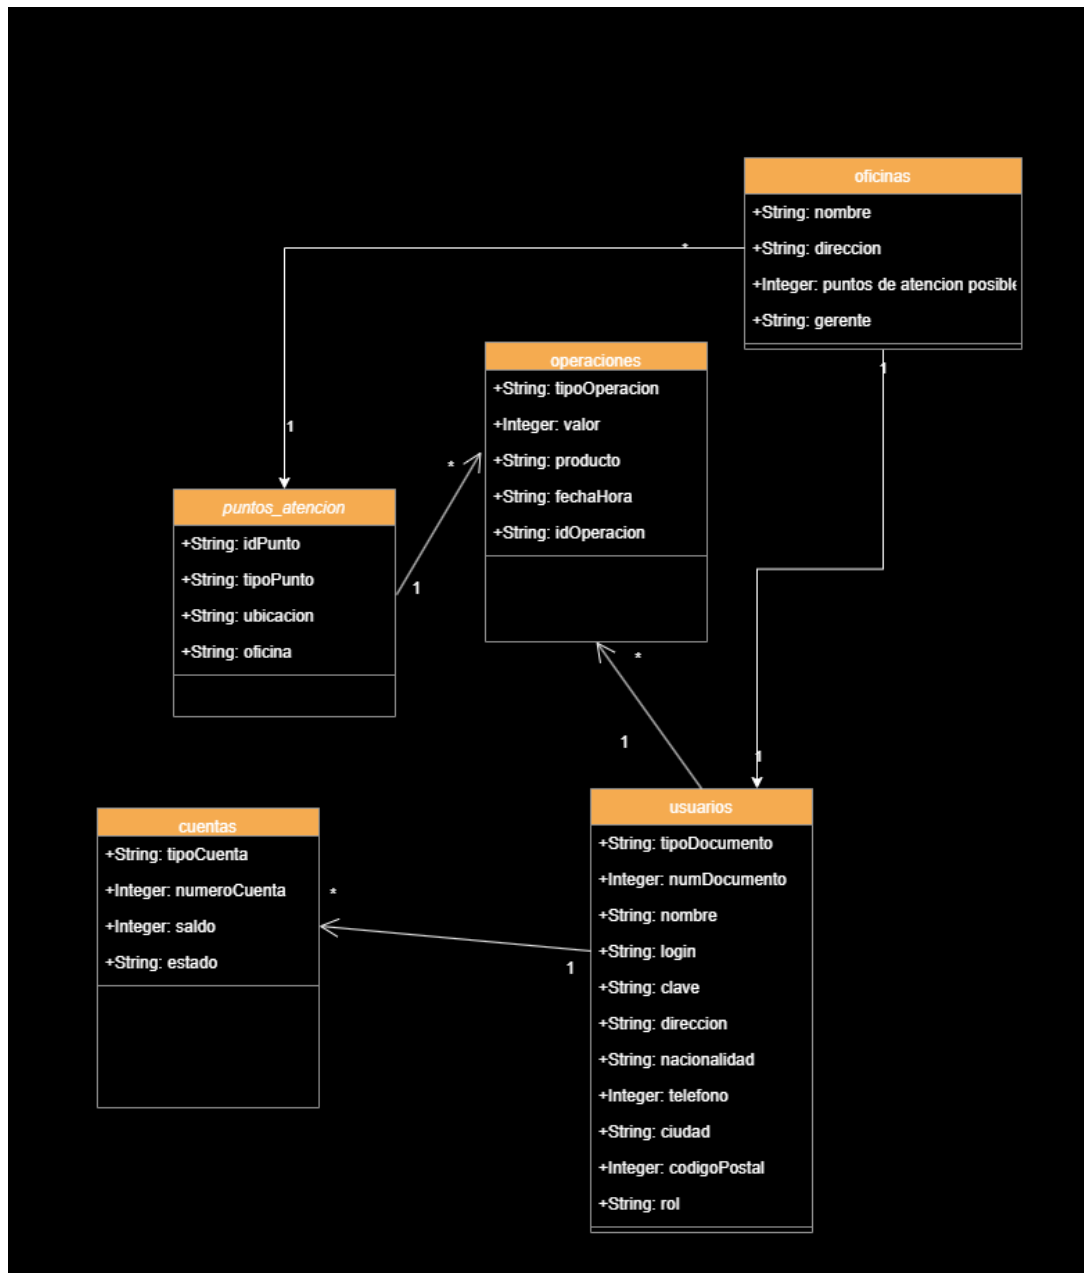 oficinas
+String: nombre
+String: direccion
+Integer: puntos de atencion posible
+String: gerente
*
1
1
operaciones
+String: tipoOperacion
+Integer: valor
+String: producto
+String: fechaHora
+String: idOperacion
*
1
puntos_atencion
+String: idPunto
+String: tipoPunto
+String: ubicacion
+String: oficina
*
1
1
usuarios
+String: tipoDocumento
+Integer: numDocumento
+String: nombre
+String: login
+String: clave
+String: direccion
+String: nacionalidad
+Integer: telefono
+String: ciudad
+Integer: codigoPostal
+String: rol
cuentas
+String: tipoCuenta
+Integer: numeroCuenta
+Integer: saldo
+String: estado
*
1